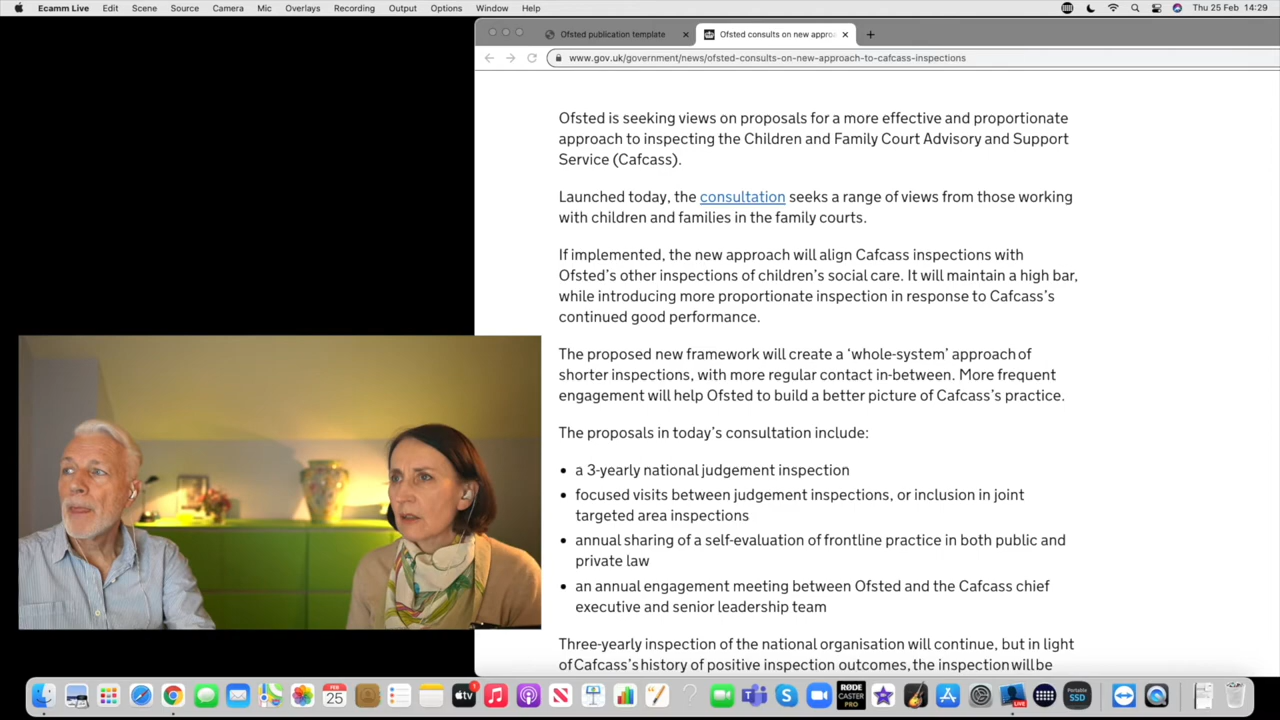 Ecamm Live Edit Scene Source Camera Mic Overlays Recording Output Options Window Help Thu 25 Feb 14:29
Ofsted publication template
Ofsted consults on new appro
www.gov.uk/government/news/ofsted-consults-on-new-approach-to-cafcass-inspections
Ofsted is seeking views on proposals for a more effective and proportionate
approach to inspecting the Children and Family Court Advisory and Support
Service (Cafcass).
Launched today, the consultation seeks a range of views from those working
with children and families in the family courts.
If implemented, the new approach will align Cafcass inspections with
Ofsted’s other inspections of children’s social care. It will maintain a high bar,
while introducing more proportionate inspection in response to Cafcass’s
continued good performance.
The proposed new framework will create a ‘whole-system’ approach of
shorter inspections, with more regular contact in-between. More frequent
engagement will help Ofsted to build a better picture of Cafcass’s practice.
The proposals in today’s consultation include:
• a 3-yearly national judgement inspection
• focused visits between judgement inspections, or inclusion in joint
targeted area inspections
• annual sharing of a self-evaluation of frontline practice in both public and
private law
• an annual engagement meeting between Ofsted and the Cafcass chief
executive and senior leadership team
Three-yearly inspection of the national organisation will continue, but in light
of Cafcass’s history of positive inspection outcomes, the inspection will be
FEB
25
tv
RØDE
CASTER
PRO
LIVE
Portable
SSD